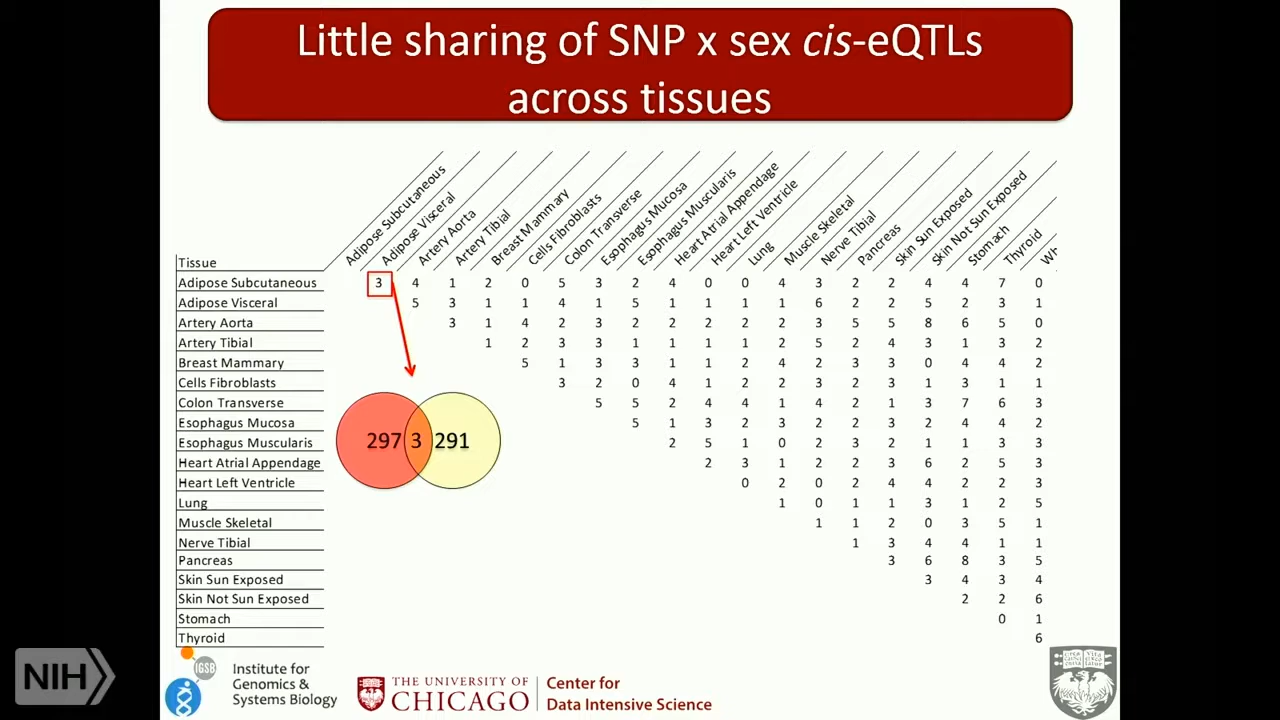 Little sharing of SNP x sex cis-eQTLs
across tissues
Tissue
Adipose Subcutaneous
Adipose Visceral
Artery Aorta
Artery Tibial
Breast Mammary
Cells Fibroblasts
Colon Transverse
Esophagus Mucosa
Esophagus Muscularis
Heart Atrial Appendage
Heart Left Ventricle
Lung
Muscle Skeletal
Nerve Tibial
Pancreas
Skin Sun Exposed
Skin Not Sun Exposed
Stomach
Thyroid
Wh
Adipose Subcutaneous 3 4 1 2 0 5 3 2 4 0 0 4 3 2 2 4 4 7 0
Adipose Visceral 5 3 1 1 4 1 5 1 1 1 1 6 2 2 5 2 3 1
Artery Aorta 3 1 4 2 3 2 2 2 2 2 3 5 5 8 6 5 0
Artery Tibial 1 2 3 3 1 1 1 1 2 5 2 4 3 1 3 2
Breast Mammary 5 1 3 3 1 1 2 4 2 3 3 0 4 4 2
Cells Fibroblasts 3 2 0 4 1 2 2 3 2 3 1 3 1 1
Colon Transverse 5 5 2 4 4 1 4 2 1 3 7 6 3
Esophagus Mucosa 5 1 3 2 3 2 2 3 2 4 4 2
Esophagus Muscularis 2 5 1 0 2 3 2 1 1 3 3
Heart Atrial Appendage 2 3 1 2 2 3 6 2 5 3
Heart Left Ventricle 0 2 0 2 4 4 2 2 3
Lung 1 0 1 1 3 1 2 5
Muscle Skeletal 1 1 2 0 3 5 1
Nerve Tibial 1 3 4 4 1 1
Pancreas 3 6 8 3 5
Skin Sun Exposed 3 4 3 4
Skin Not Sun Exposed 2 2 6
Stomach 0 1
Thyroid 6
297 3 291
NIH
IGSB
Institute for
Genomics &
Systems Biology
THE UNIVERSITY OF
CHICAGO
Center for
Data Intensive Science